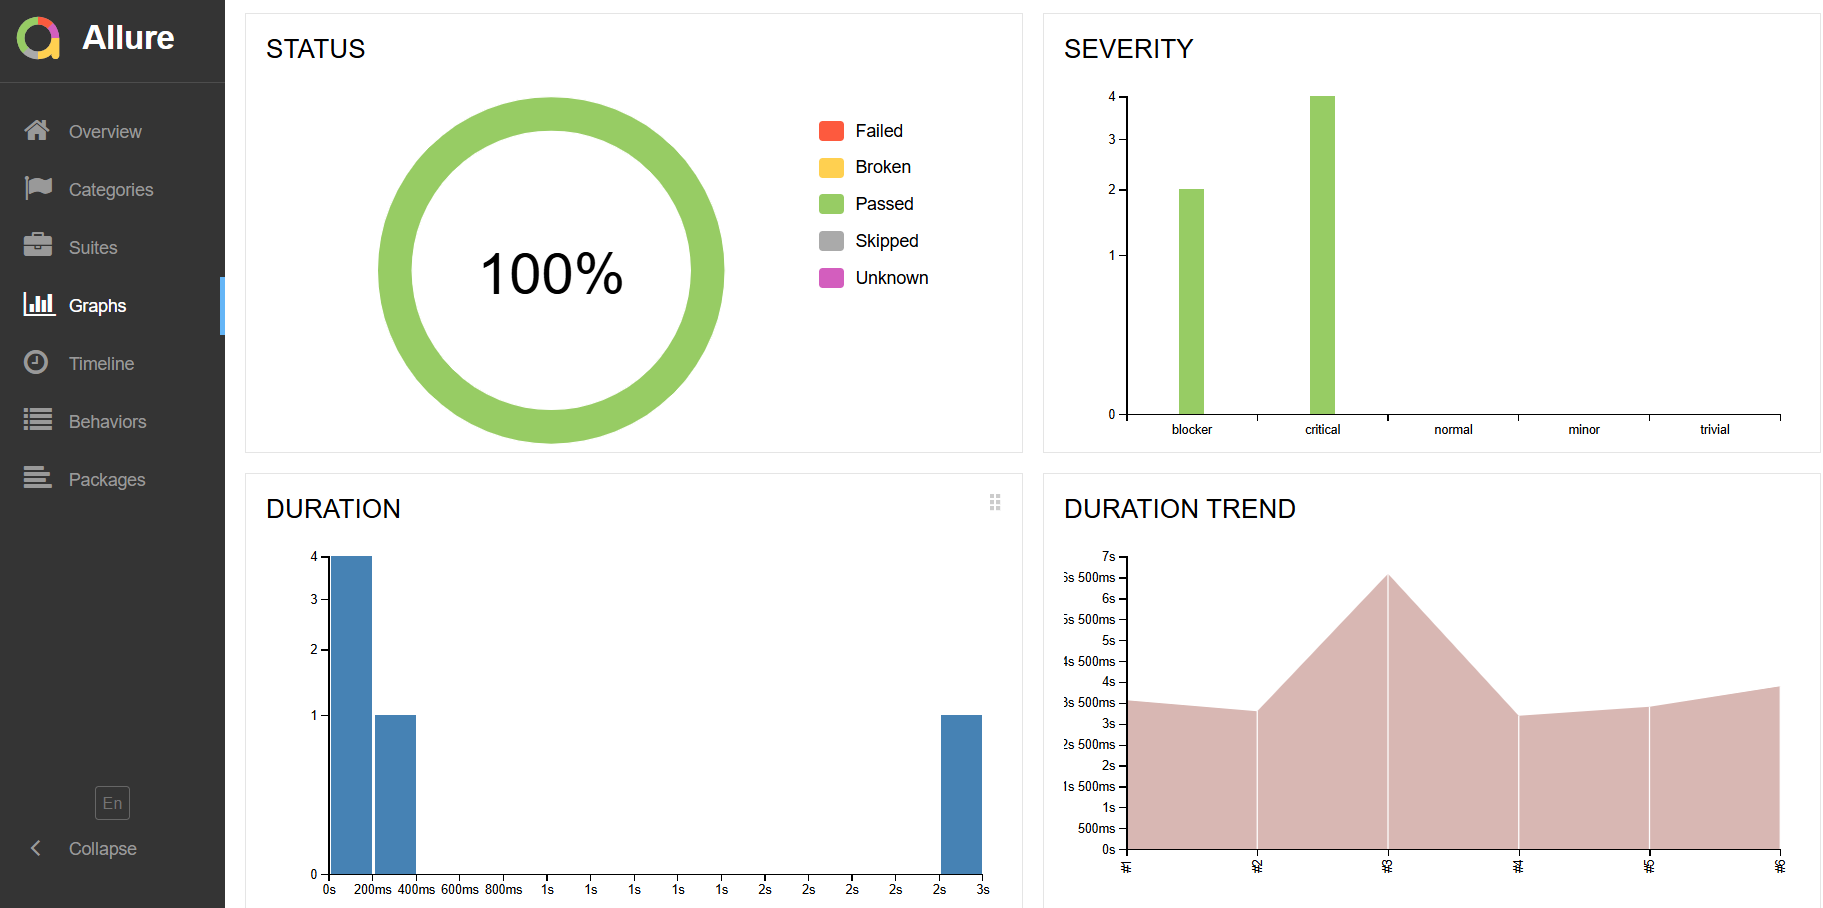 Allure
Overview
Categories
Suites
Graphs
Timeline
Behaviors
Packages
En
Collapse
STATUS
100%
Failed
Broken
Passed
Skipped
Unknown
SEVERITY
4
3
2
1
0
blocker critical normal minor trivial
DURATION
4
3
2
1
0
0s 200ms 400ms 600ms 800ms 1s 1s 1s 1s 1s 2s 2s 2s 2s 2s 3s
DURATION TREND
7s
6s 500ms
6s
5s 500ms
5s
4s 500ms
4s
3s 500ms
3s
2s 500ms
2s
1s 500ms
1s
500ms
0s
#1 #2 #3 #4 #5 #6